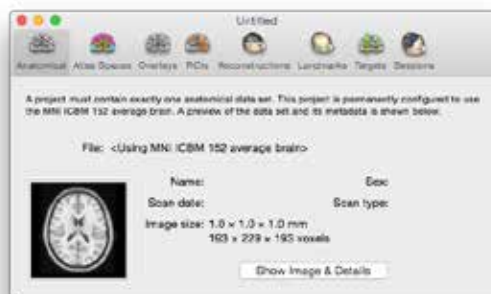 Untitled
Anatomical Atlas Spaces Overlays ROIs Reconstructions Landmarks Targets Sessions
A project must contain exactly one anatomical data set. This project is permanently configured to use
the MNI ICBM 152 average brain. A preview of the data set and its metadata is shown below.
File: <Using MNI ICBM 152 average brain>
Name: Sex:
Scan date: Scan type:
Image size: 1.0 × 1.0 × 1.0 mm
193 × 229 × 193 voxels
Show Image & Details